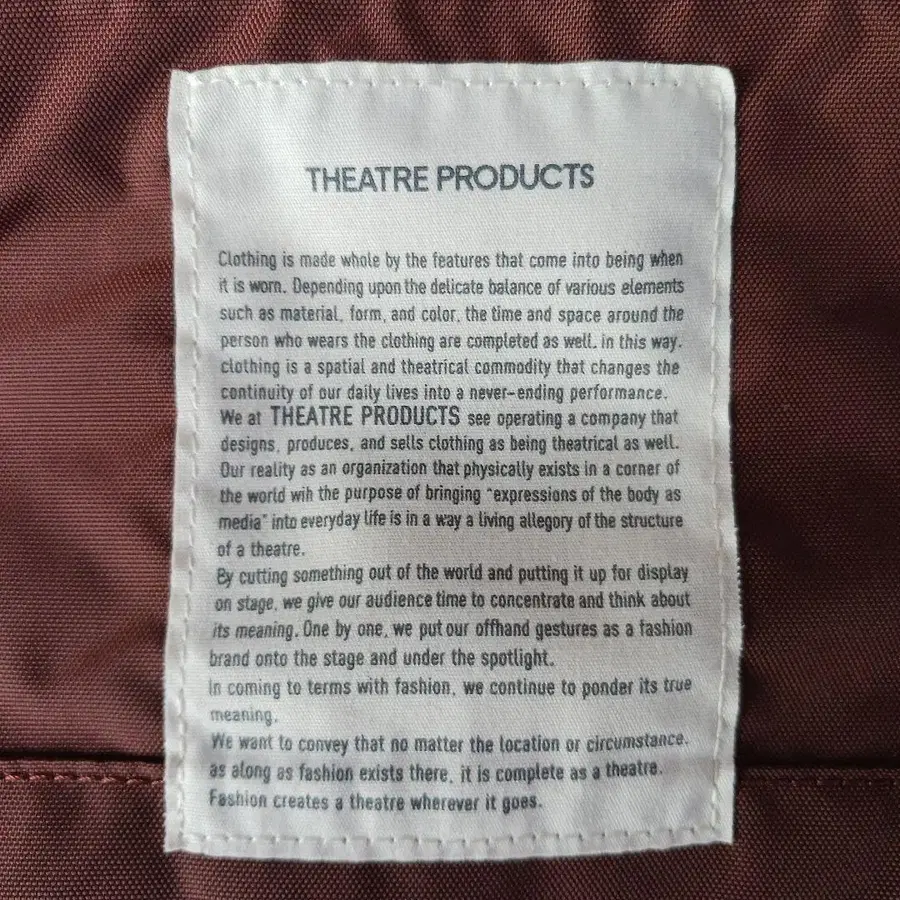 THEATRE PRODUCTS
Clothing is made whole by the features that come into being when
it is worn. Depending upon the delicate balance of various elements
such as material, form, and color, the time and space around the
person who wears the clothing are completed as well. in this way.
clothing is a spatial and theatrical commodity that changes the
continuity of our daily lives into a never-ending performance.
We at THEATRE PRODUCTS see operating a company that
designs, produces, and sells clothing as being theatrical as well.
Our reality as an organization that physically exists in a corner of
the world wih the purpose of bringing "expressions of the body as
media" into everyday life is in a way a living allegory of the structure
of a theatre.
By cutting something out of the world and putting it up for display
on stage, we give our audience time to concentrate and think about
its meaning. One by one, we put our offhand gestures as a fashion
brand onto the stage and under the spotlight.
In coming to terms with fashion, we continue to ponder its true
meaning.
We want to convey that no matter the location or circumstance.
as along as fashion exists there, it is complete as a theatre.
Fashion creates a theatre wherever it goes.